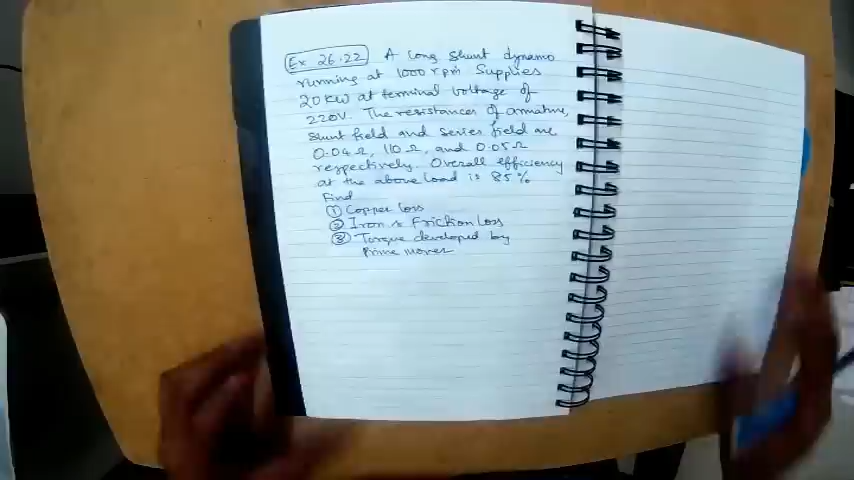 Ex 26.22 A long shunt dynamo
running at 1000 rpm supplies
20 kW at terminal voltage of
220V. The resistances of armature,
shunt field and series field are
0.04 Ω, 110 Ω, and 0.05 Ω
respectively. Overall efficiency
at the above load is 85%
Find
① Copper loss
② Iron & Friction Loss
③ Torque developed by
Prime mover